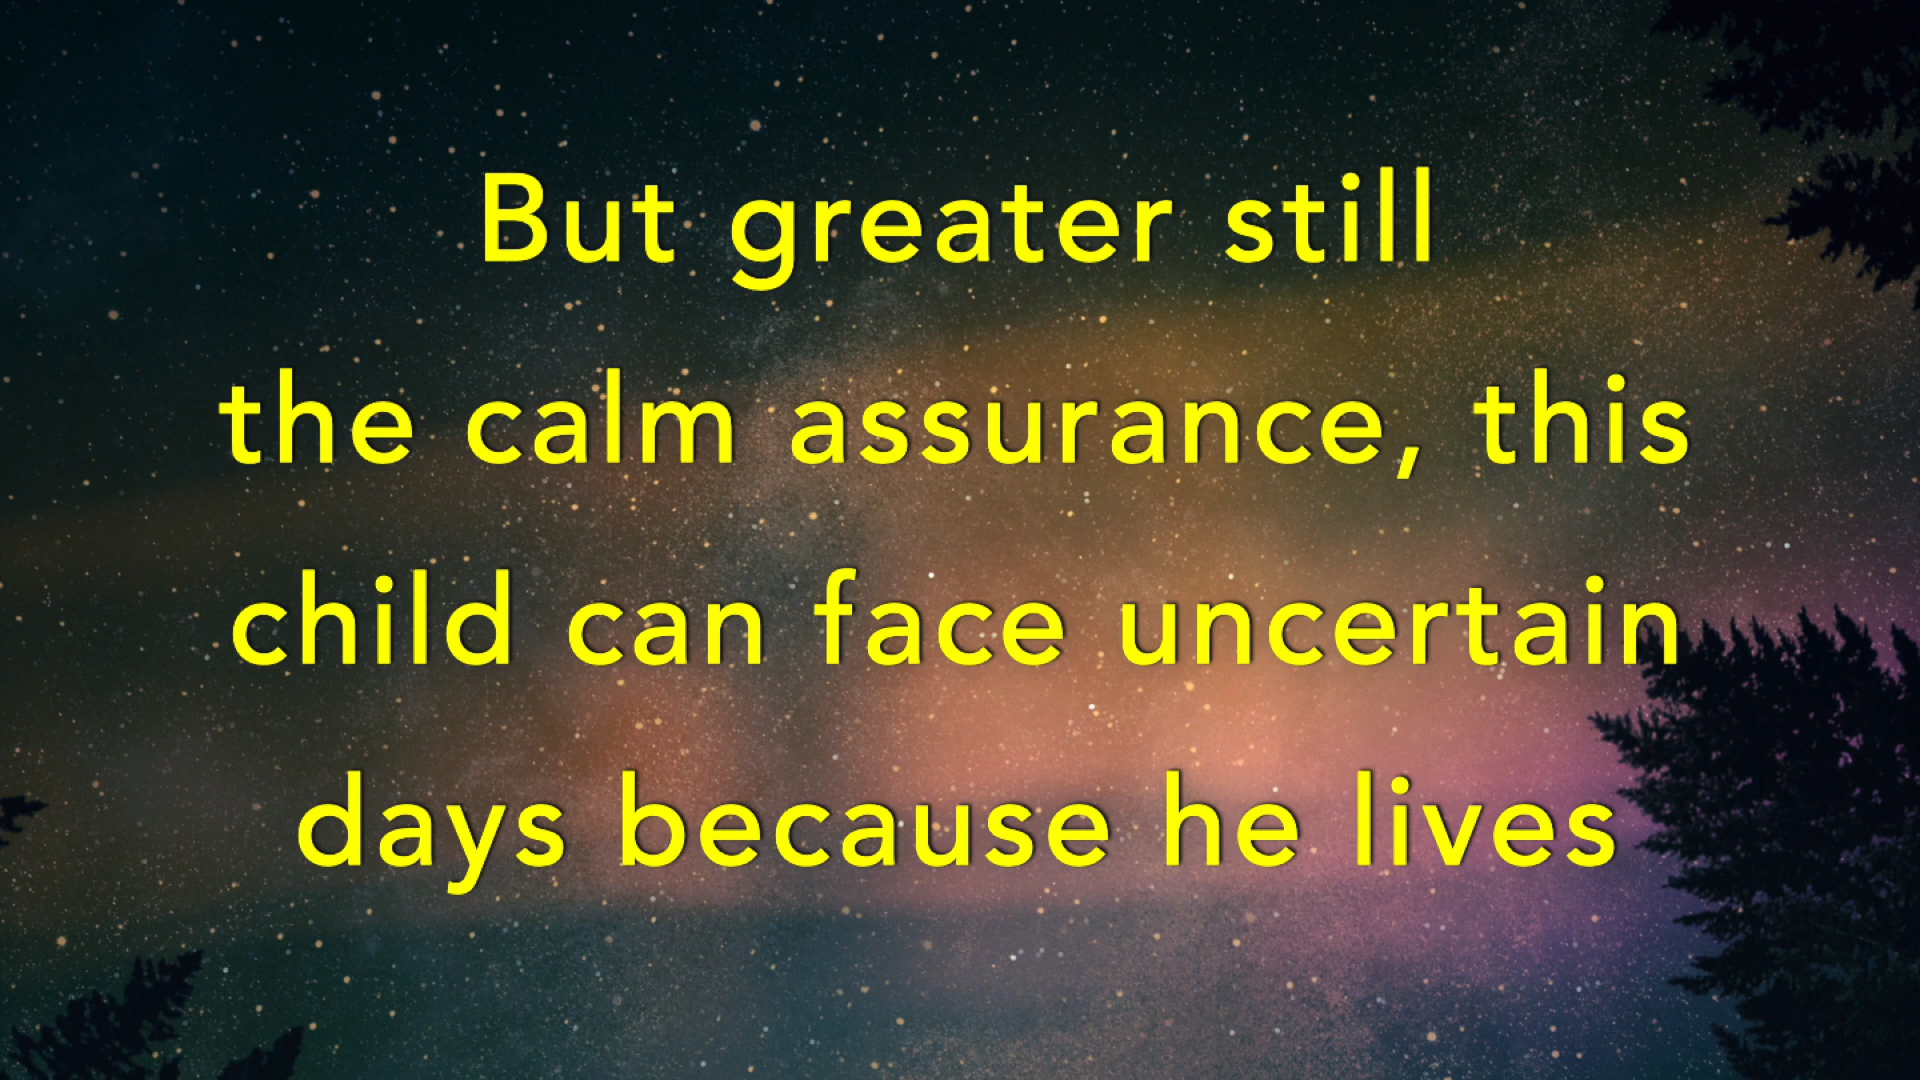 But greater still
the calm assurance, this
child can face uncertain
days because he lives